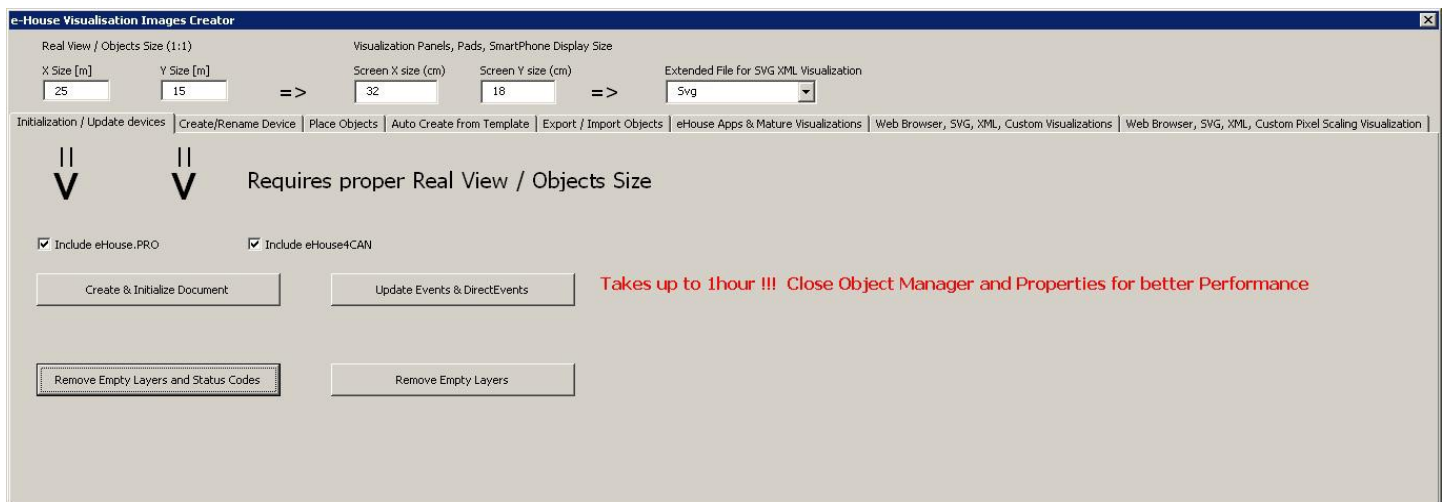 e-House Visualisation Images Creator
Real View / Objects Size (1:1) Visualization Panels, Pads, SmartPhone Display Size
X Size [m] Y Size [m] Screen X size (cm) Screen Y size (cm) Extended File for SVG XML Visualization
25 15 => 32 18 => Svg
Initialization / Update devices Create/Rename Device Place Objects Auto Create from Template Export / Import Objects eHouse Apps & Mature Visualizations Web Browser, SVG, XML, Custom Visualizations Web Browser, SVG, XML, Custom Pixel Scaling Visualization
=> => Requires proper Real View / Objects Size
Include eHouse.PRO Include eHouse4CAN
Create & Initialize Document Update Events & DirectEvents Takes up to 1hour !!! Close Object Manager and Properties for better Performance
Remove Empty Layers and Status Codes Remove Empty Layers